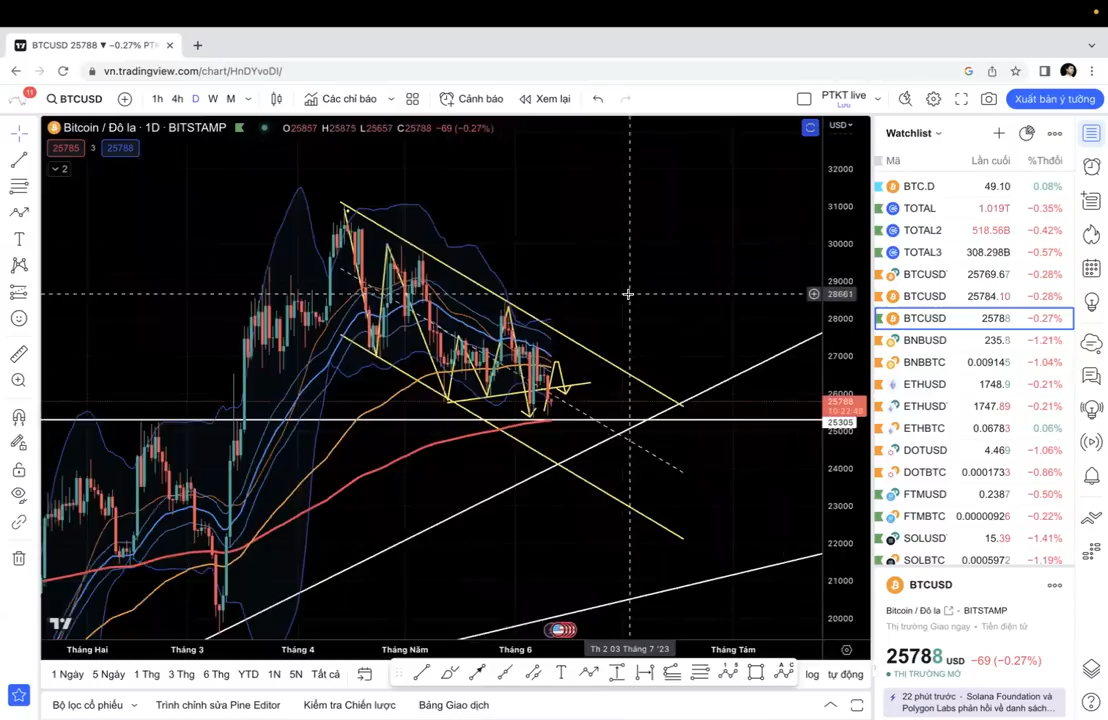 BTCUSD 25788 ▼ −0.27% PT
vn.tradingview.com/chart/HnDYvoDI/
11
BTCUSD 1h 4h D W M Các chỉ báo Cảnh báo Xem lại PTKT live Xuất bản ý tưởng
Lưu
Bitcoin / Đô la · 1D · BITSTAMP O25857 H25875 L25657 C25788 −69 (−0.27%)
USD
25785 3 25788
2
32000
31000
30000
29000
28661
28000
27000
26000
25788
10:22:49
25305
25000
24000
23000
22000
21000
20000
Tháng Hai Tháng 3 Tháng 4 Tháng Năm Tháng 6 Th 2 03 Tháng 7 '23 Tháng Tám
1 Ngày 5 Ngày 1 Thg 3 Thg 6 Thg YTD 1N 5N Tất cả log tự động
Bộ lọc cổ phiếu Trình chỉnh sửa Pine Editor Kiểm tra Chiến lược Bảng Giao dịch
Watchlist
Mã Lần cuối %Thđổi
BTC.D 49.10 0.08%
TOTAL 1.019T −0.35%
TOTAL2 518.56B −0.42%
TOTAL3 308.298B −0.57%
BTCUSD 25769.67 −0.28%
BTCUSD 25784.10 −0.28%
BTCUSD 25788 −0.27%
BNBUSD 235.8 −1.21%
BNBBTC 0.009145 −1.04%
ETHUSD 1748.9 −0.21%
ETHUSD 1747.89 −0.21%
ETHBTC 0.06783 0.06%
DOTUSD 4.469 −1.06%
DOTBTC 0.0001733 −0.86%
FTMUSD 0.2387 −0.50%
FTMBTC 0.00000926 −0.22%
SOLUSD 15.39 −1.41%
SOLBTC 0.0005972 −1.19%
BTCUSD
Bitcoin / Đô la · BITSTAMP
Thị trường Giao ngay · Tiền điện tử
25788 USD −69 (−0.27%)
THỊ TRƯỜNG MỞ
22 phút trước · Solana Foundation và
Polygon Labs phản hồi về danh sách...